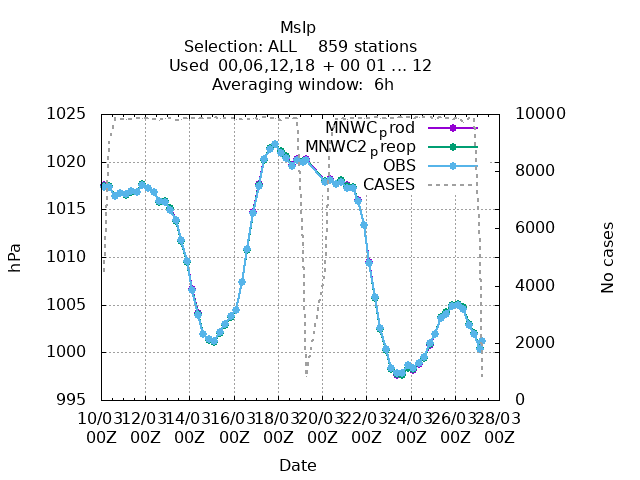 Mslp
Selection: ALL 859 stations
Used 00,06,12,18 + 00 01 ... 12
Averaging window: 6h
1025
1020
1015
1010
1005
1000
995
hPa
10000
8000
6000
4000
2000
0
No cases
MNWCprod
MNWC2preop
OBS
CASES
10/03 12/03 14/03 16/03 18/03 20/03 22/03 24/03 26/03 28/03
00Z 00Z 00Z 00Z 00Z 00Z 00Z 00Z 00Z 00Z
Date